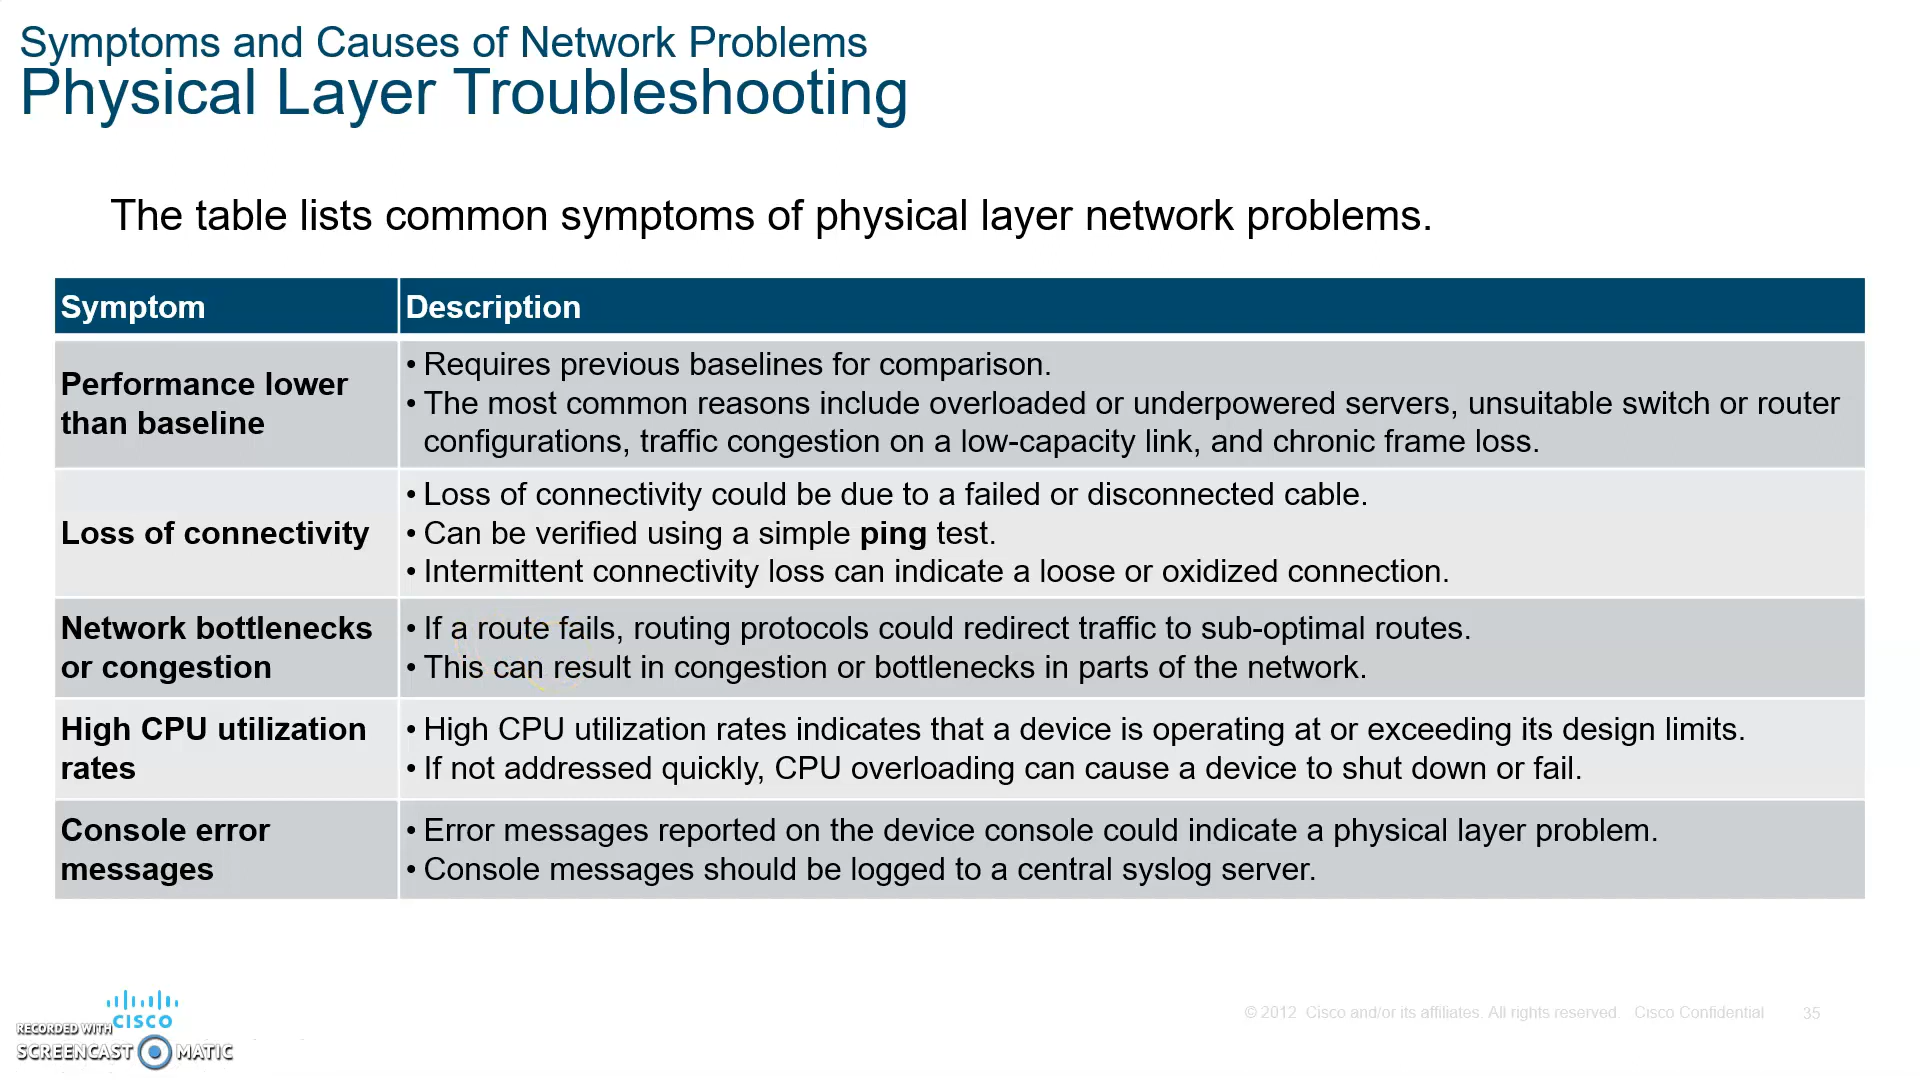 Symptoms and Causes of Network Problems
Physical Layer Troubleshooting
The table lists common symptoms of physical layer network problems.
Symptom
Description
Performance lower
than baseline
• Requires previous baselines for comparison.
• The most common reasons include overloaded or underpowered servers, unsuitable switch or router
configurations, traffic congestion on a low-capacity link, and chronic frame loss.
Loss of connectivity
• Loss of connectivity could be due to a failed or disconnected cable.
• Can be verified using a simple ping test.
• Intermittent connectivity loss can indicate a loose or oxidized connection.
Network bottlenecks
or congestion
• If a route fails, routing protocols could redirect traffic to sub-optimal routes.
• This can result in congestion or bottlenecks in parts of the network.
High CPU utilization
rates
• High CPU utilization rates indicates that a device is operating at or exceeding its design limits.
• If not addressed quickly, CPU overloading can cause a device to shut down or fail.
Console error
messages
• Error messages reported on the device console could indicate a physical layer problem.
• Console messages should be logged to a central syslog server.
© 2012 Cisco and/or its affiliates. All rights reserved. Cisco Confidential 35
CISCO
RECORDED WITH
SCREENCAST MATIC